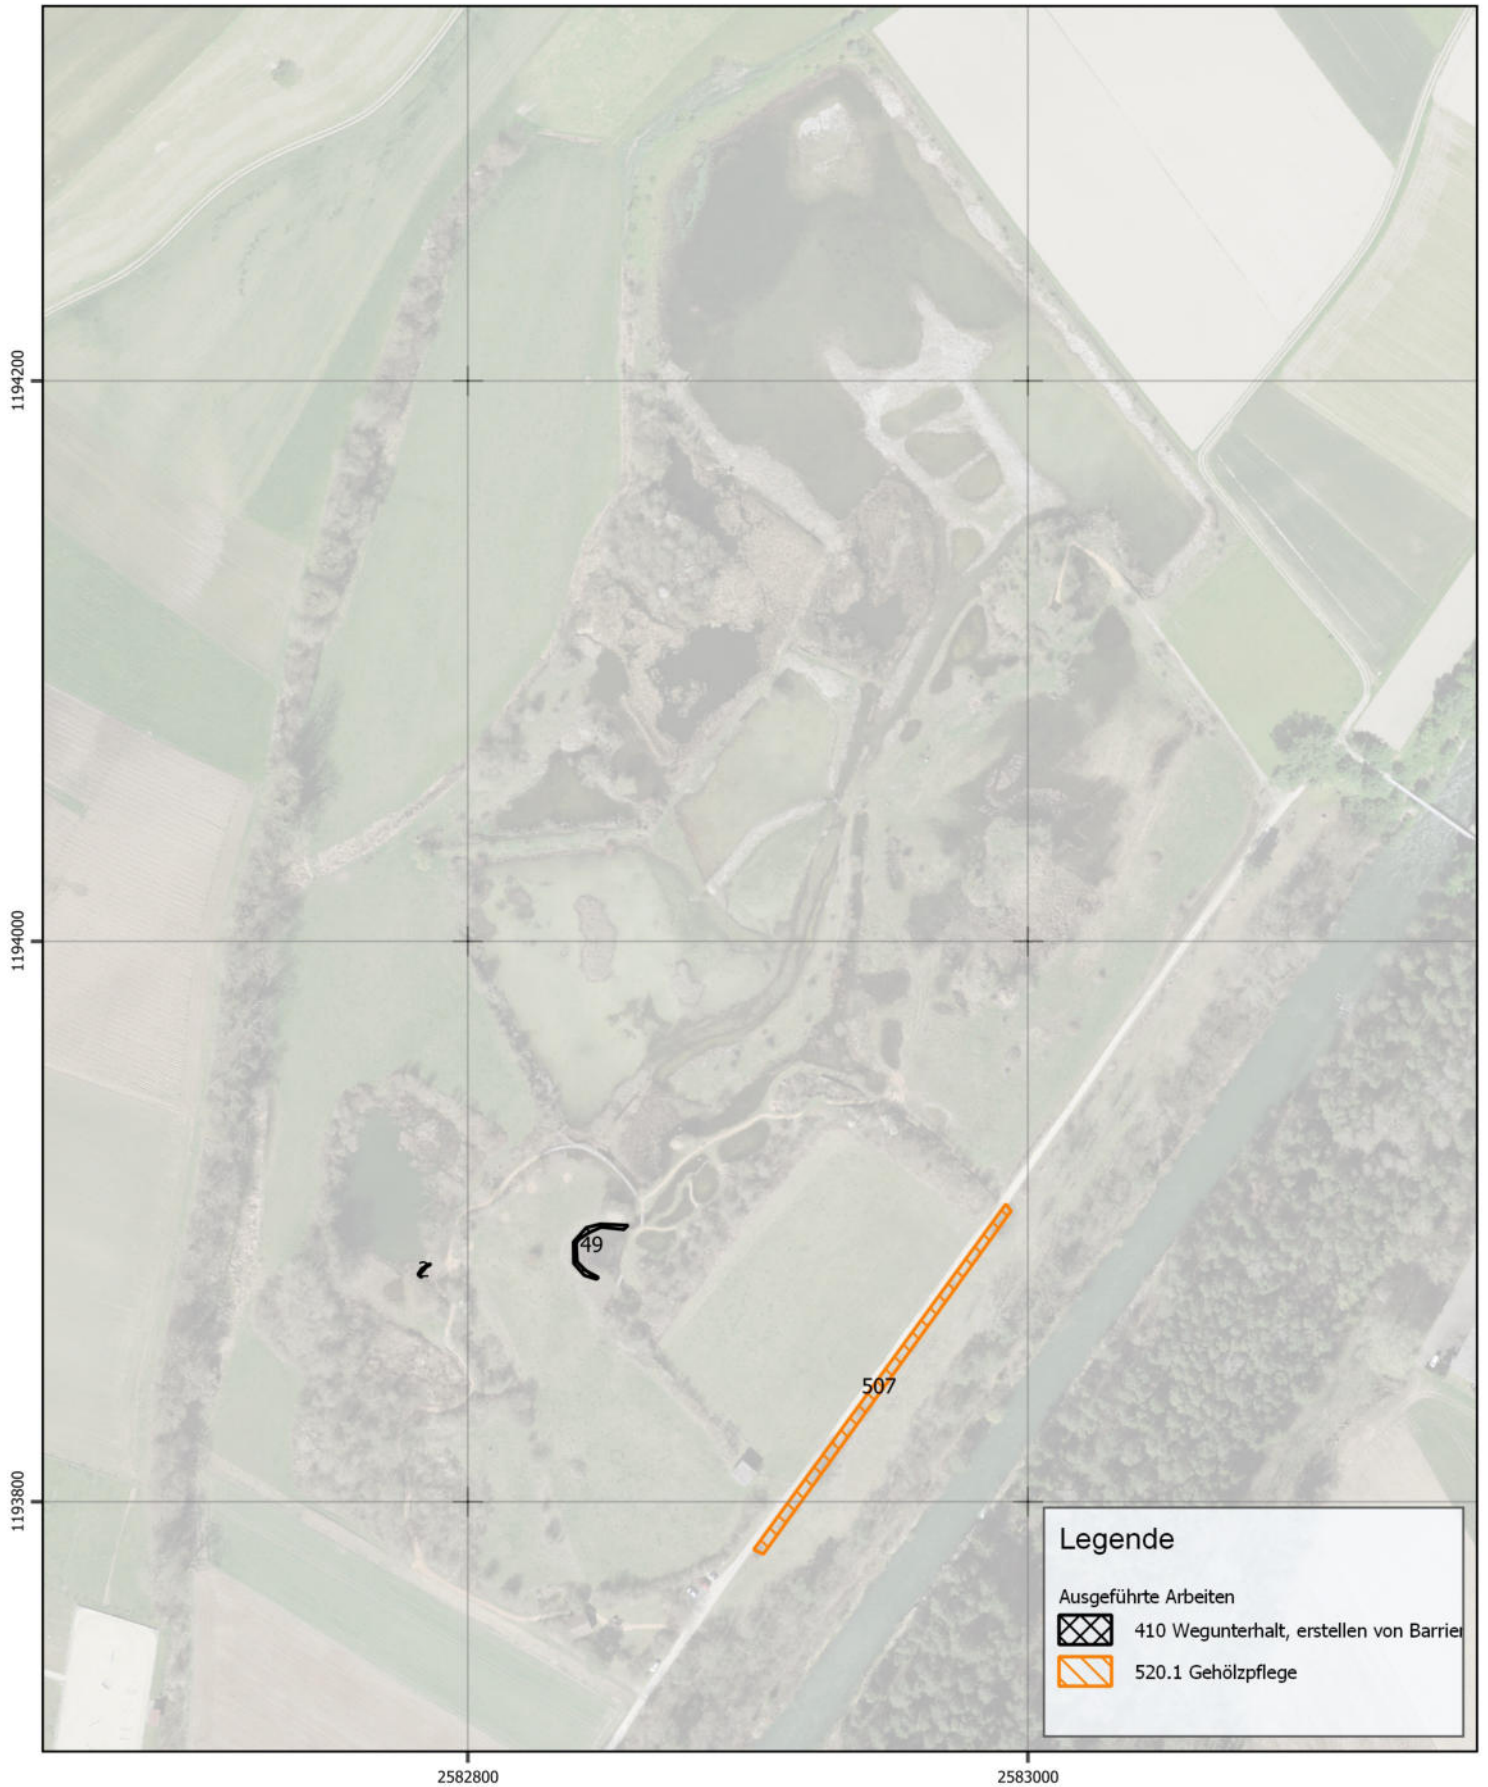 1194200
1194000
49
507
1193800
Legende
Ausgeführte Arbeiten
410 Wegunterhalt, erstellen von Barrier
520.1 Gehölzpflege
2582800
2583000